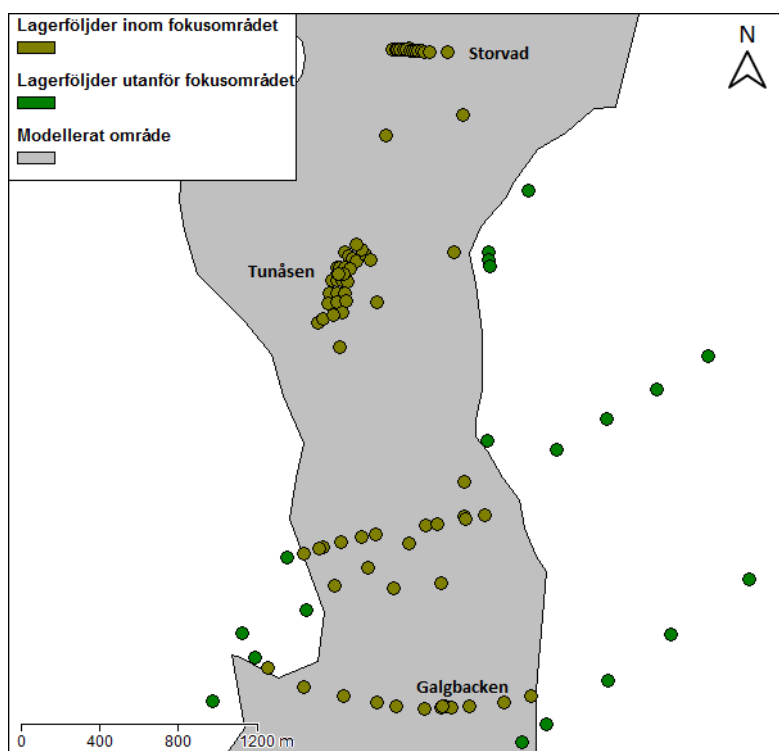 Lagerföljder inom fokusområdet
Lagerföljder utanför fokusområdet
Modellerat område
N
Storvad
Tunåsen
Galgbacken
0 400 800 1200 m